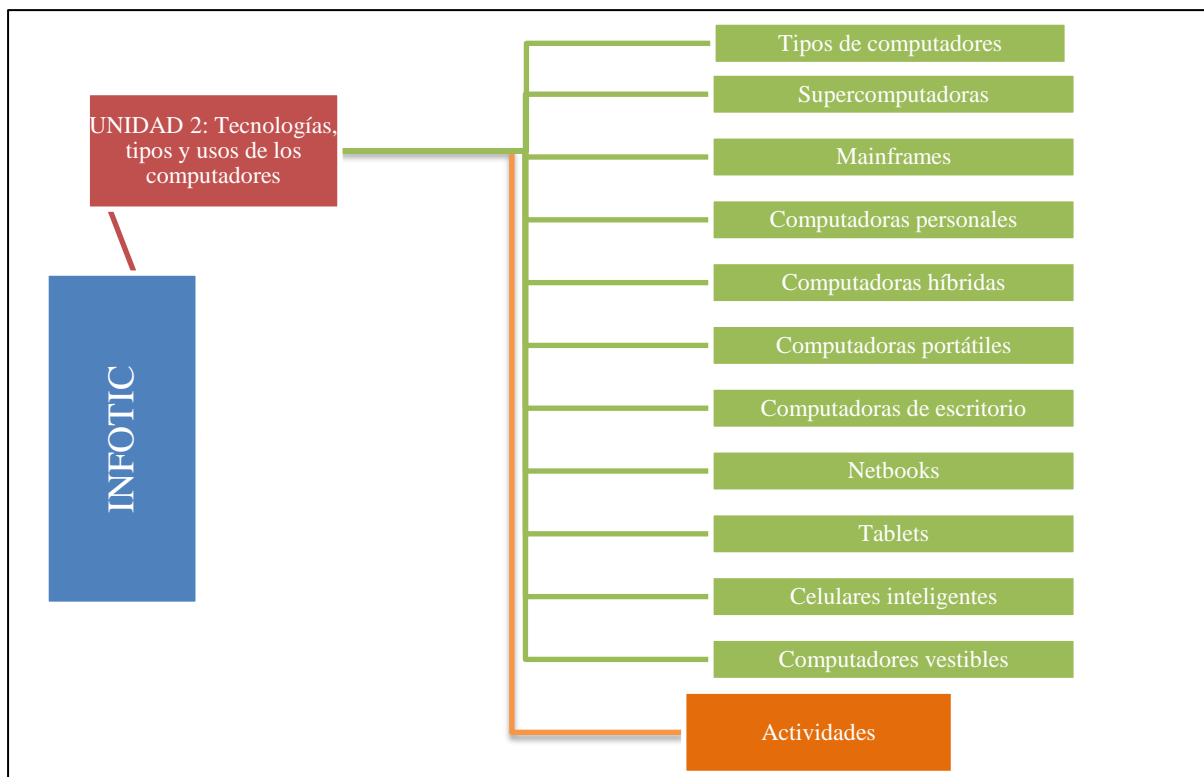 Tipos de computadores
Supercomputadoras
UNIDAD 2: Tecnologías,
tipos y usos de los
computadores
Mainframes
Computadoras personales
Computadoras híbridas
Computadoras portátiles
Computadoras de escritorio
Netbooks
Tablets
Celulares inteligentes
Computadores vestibles
Actividades
INFOTIC